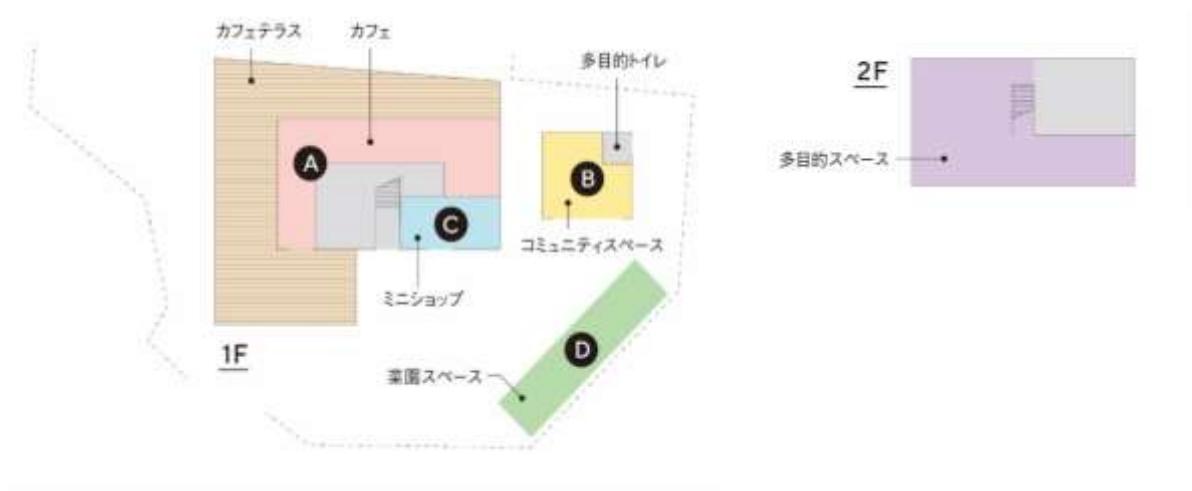 カフェテラス
カフェ
多目的トイレ
2F
A
B
多目的スペース
C
コミュニティスペース
ミニショップ
1F
D
菜園スペース